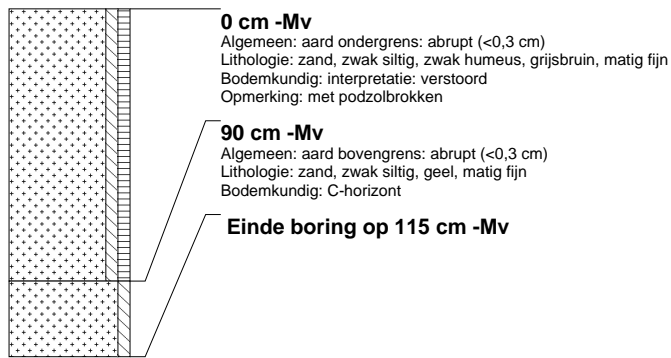 0 cm -Mv
Algemeen: aard ondergrens: abrupt (<0,3 cm)
Lithologie: zand, zwak siltig, zwak humeus, grijsbruin, matig fijn
Bodemkundig: interpretatie: verstoord
Opmerking: met podzolbrokken
90 cm -Mv
Algemeen: aard bovengrens: abrupt (<0,3 cm)
Lithologie: zand, zwak siltig, geel, matig fijn
Bodemkundig: C-horizont
Einde boring op 115 cm -Mv